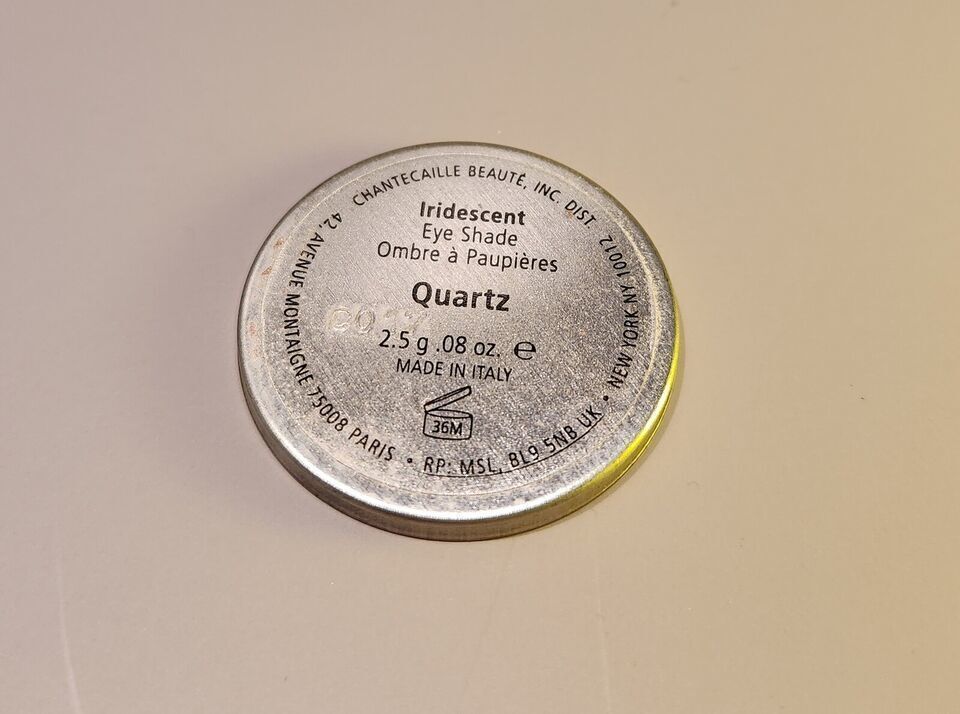 CHANTECAILLE BEAUTÉ, INC. DIST. 42, AVENUE MONTAIGNE 75008 PARIS • RP: MSL, BL9 5NB UK • NEW YORK NY 10012
Iridescent
Eye Shade
Ombre à Paupières
Quartz
2.5 g .08 oz. ℮
MADE IN ITALY
36M